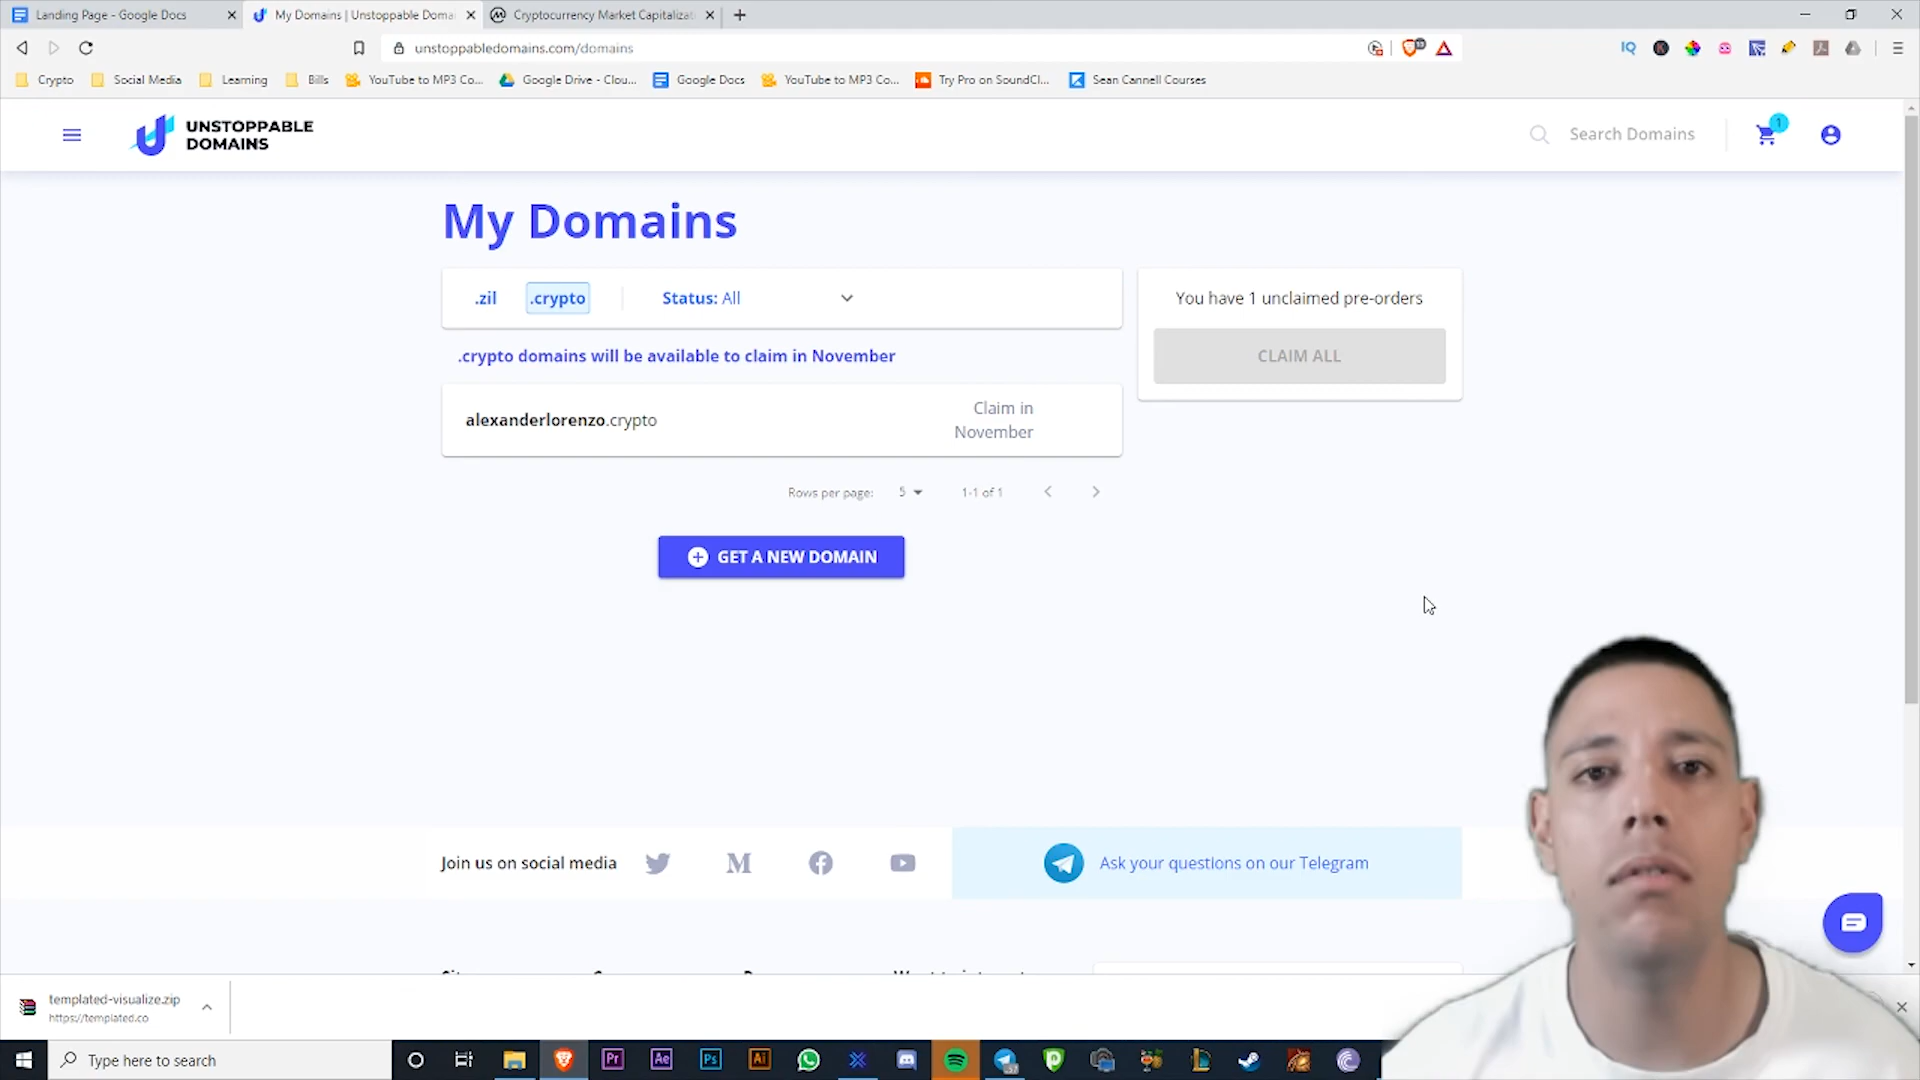 Landing Page - Google Docs
My Domains | Unstoppable Doma
Cryptocurrency Market Capitalizat
unstoppabledomains.com/domains
IQ
Crypto
Social Media
Learning
Bills
YouTube to MP3 Co...
Google Drive - Clou...
Google Docs
YouTube to MP3 Co...
Try Pro on SoundCl...
Sean Cannell Courses
UNSTOPPABLE
DOMAINS
Search Domains
1
My Domains
.zil
.crypto
Status: All
You have 1 unclaimed pre-orders
CLAIM ALL
.crypto domains will be available to claim in November
alexanderlorenzo.crypto
Claim in
November
Rows per page:
5
1-1 of 1
GET A NEW DOMAIN
Join us on social media
Ask your questions on our Telegram
templated-visualize.zip
https://templated.co
Type here to search
Pr
Ae
Ps
Ai